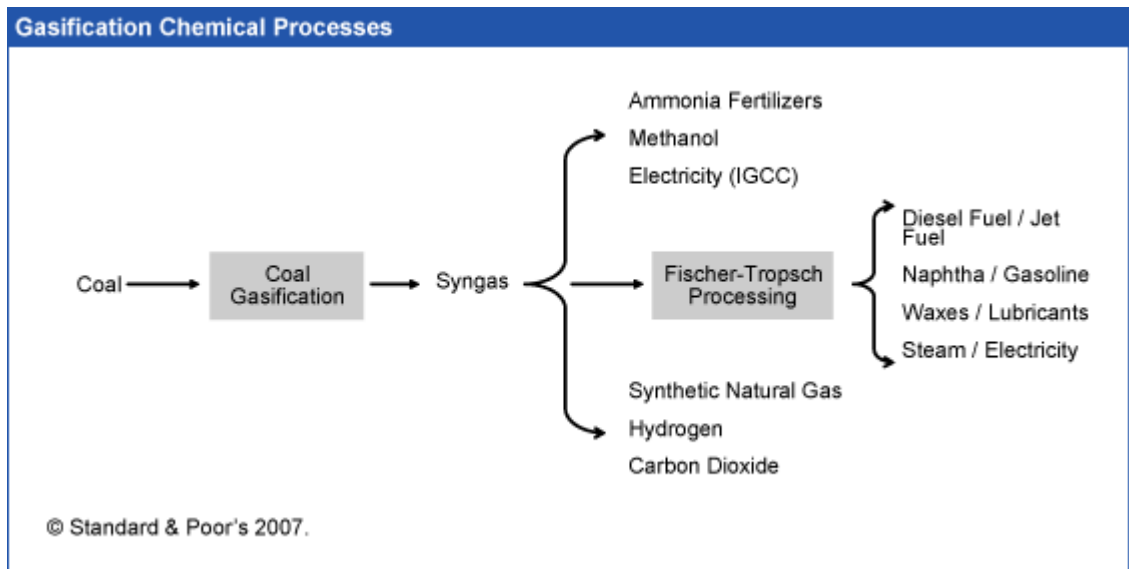 Gasification Chemical Processes
Ammonia Fertilizers
Methanol
Electricity (IGCC)
Coal
Coal
Gasification
Syngas
Fischer-Tropsch
Processing
Diesel Fuel / Jet
Fuel
Naphtha / Gasoline
Waxes / Lubricants
Steam / Electricity
Synthetic Natural Gas
Hydrogen
Carbon Dioxide
© Standard & Poor's 2007.